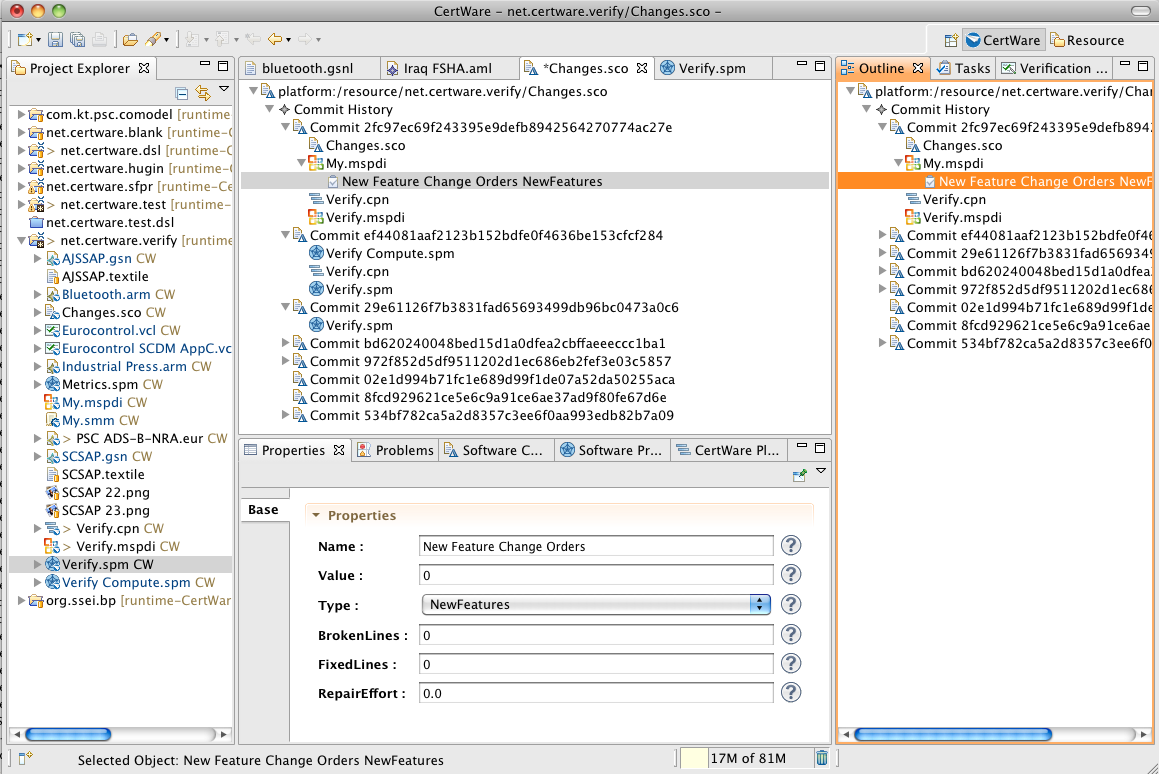 CertWare - net.certware.verify/Changes.sco -
CertWare
Resource
Project Explorer
com.kt.psc.comodel [runtime-
net.certware.blank [runtime-C
> net.certware.dsl [runtime-
net.certware.hugin [runtime-
net.certware.sfpr [runtime-Ce
> net.certware.test [runtime-
net.certware.test.dsl
> net.certware.verify [runtime
AJSSAP.gsn CW
AJSSAP.textile
Bluetooth.arm CW
Changes.sco CW
Eurocontrol.vcl CW
Eurocontrol SCDM AppC.vc
Industrial Press.arm CW
Metrics.spm CW
My.mspdi CW
My.smm CW
> PSC ADS-B-NRA.eur CW
SCSAP.gsn CW
SCSAP.textile
SCSAP 22.png
SCSAP 23.png
> Verify.cpn CW
> Verify.mspdi CW
Verify.spm CW
Verify Compute.spm CW
org.ssei.bp [runtime-CertWar
bluetooth.gsnl
Iraq FSHA.aml
*Changes.sco
Verify.spm
platform:/resource/net.certware.verify/Changes.sco
Commit History
Commit 2fc97ec69f243395e9defb8942564270774ac27e
Changes.sco
My.mspdi
New Feature Change Orders NewFeatures
Verify.cpn
Verify.mspdi
Commit ef44081aaf2123b152bdfe0f4636be153cfcf284
Verify Compute.spm
Verify.cpn
Verify.spm
Commit 29e61126f7b3831fad65693499db96bc0473a0c6
Verify.spm
Commit bd620240048bed15d1a0dfea2cbffaeeeccc1ba1
Commit 972f852d5df9511202d1ec686eb2fef3e03c5857
Commit 02e1d994b71fc1e689d99f1de07a52da50255aca
Commit 8fcd929621ce5e6c9a91ce6ae37ad9f80fe67d6e
Commit 534bf782ca5a2d8357c3ee6f0aa993edb82b7a09
Properties
Problems
Software C...
Software Pr...
CertWare Pl...
Base
Properties
Name : New Feature Change Orders
Value : 0
Type : NewFeatures
BrokenLines : 0
FixedLines : 0
RepairEffort : 0.0
Outline
Tasks
Verification ...
platform:/resource/net.certware.verify/Chan
Commit History
Commit 2fc97ec69f243395e9defb894
Changes.sco
My.mspdi
New Feature Change Orders NewF
Verify.cpn
Verify.mspdi
Commit ef44081aaf2123b152bdfe0f46
Commit 29e61126f7b3831fad6569349
Commit bd620240048bed15d1a0dfea
Commit 972f852d5df9511202d1ec686
Commit 02e1d994b71fc1e689d99f1de
Commit 8fcd929621ce5e6c9a91ce6ae
Commit 534bf782ca5a2d8357c3ee6f0
Selected Object: New Feature Change Orders NewFeatures
17M of 81M